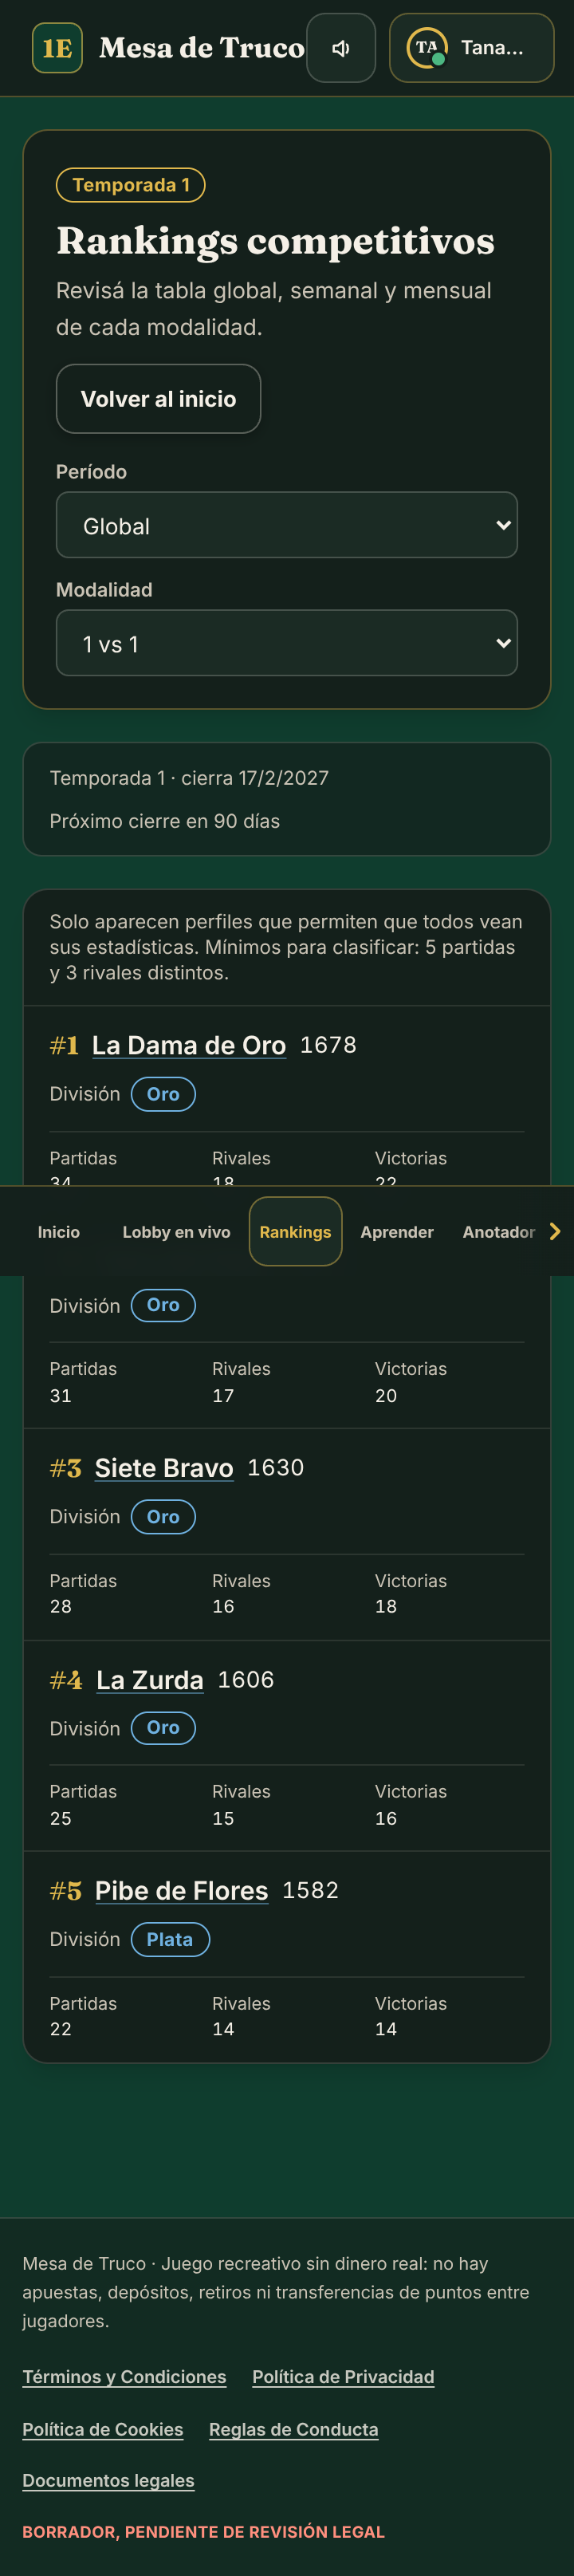 1E Mesa de Truco TA Tana...
Temporada 1
Rankings competitivos
Revisá la tabla global, semanal y mensual
de cada modalidad.
Volver al inicio
Período
Global
Modalidad
1 vs 1
Temporada 1 · cierra 17/2/2027
Próximo cierre en 90 días
Solo aparecen perfiles que permiten que todos vean
sus estadísticas. Mínimos para clasificar: 5 partidas
y 3 rivales distintos.
#1 La Dama de Oro 1678
División Oro
Partidas Rivales Victorias
34 18 22
Inicio Lobby en vivo Rankings Aprender Anotador
División Oro
Partidas Rivales Victorias
31 17 20
#3 Siete Bravo 1630
División Oro
Partidas Rivales Victorias
28 16 18
#4 La Zurda 1606
División Oro
Partidas Rivales Victorias
25 15 16
#5 Pibe de Flores 1582
División Plata
Partidas Rivales Victorias
22 14 14
Mesa de Truco · Juego recreativo sin dinero real: no hay
apuestas, depósitos, retiros ni transferencias de puntos entre
jugadores.
Términos y Condiciones Política de Privacidad
Política de Cookies Reglas de Conducta
Documentos legales
BORRADOR, PENDIENTE DE REVISIÓN LEGAL